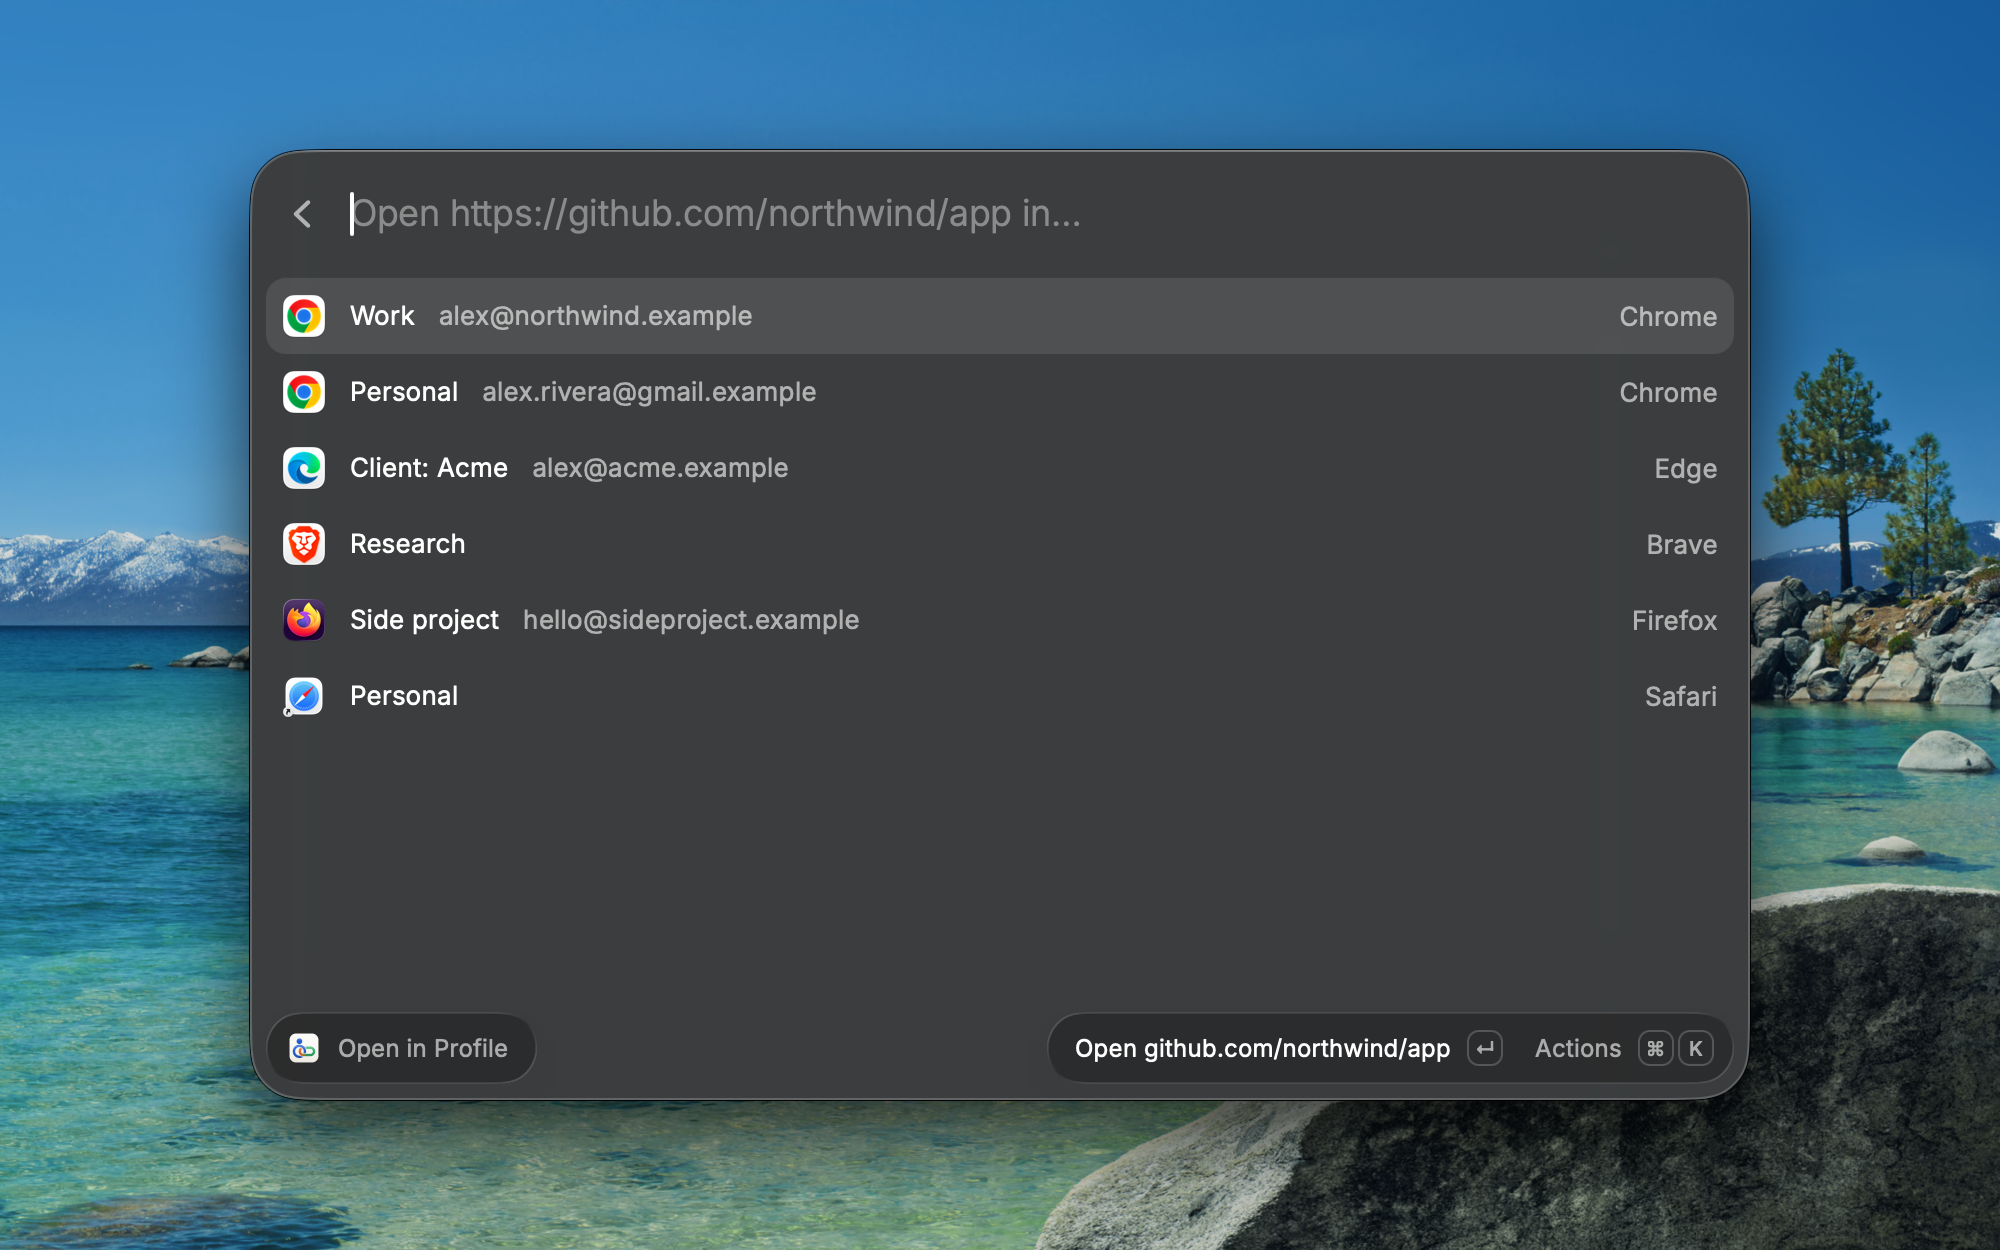 Open https://github.com/northwind/app in...
Work alex@northwind.example Chrome
Personal alex.rivera@gmail.example Chrome
Client: Acme alex@acme.example Edge
Research Brave
Side project hello@sideproject.example Firefox
Personal Safari
Open in Profile Open github.com/northwind/app ↵ Actions ⌘ K